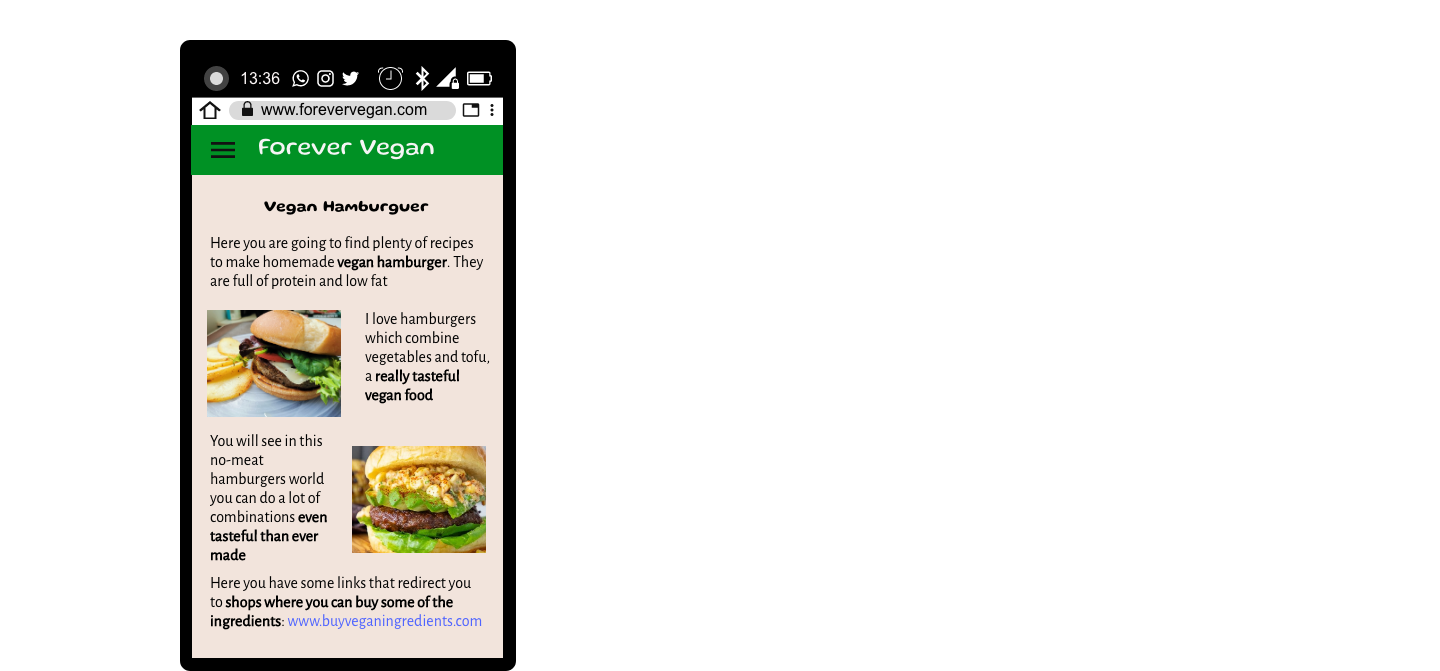 13:36
www.forevervegan.com
Forever Vegan
Vegan Hamburguer
Here you are going to find plenty of recipes
to make homemade vegan hamburger. They
are full of protein and low fat
I love hamburgers
which combine
vegetables and tofu,
a really tasteful
vegan food
You will see in this
no-meat
hamburgers world
you can do a lot of
combinations even
tasteful than ever
made
Here you have some links that redirect you
to shops where you can buy some of the
ingredients: www.buyveganingredients.com